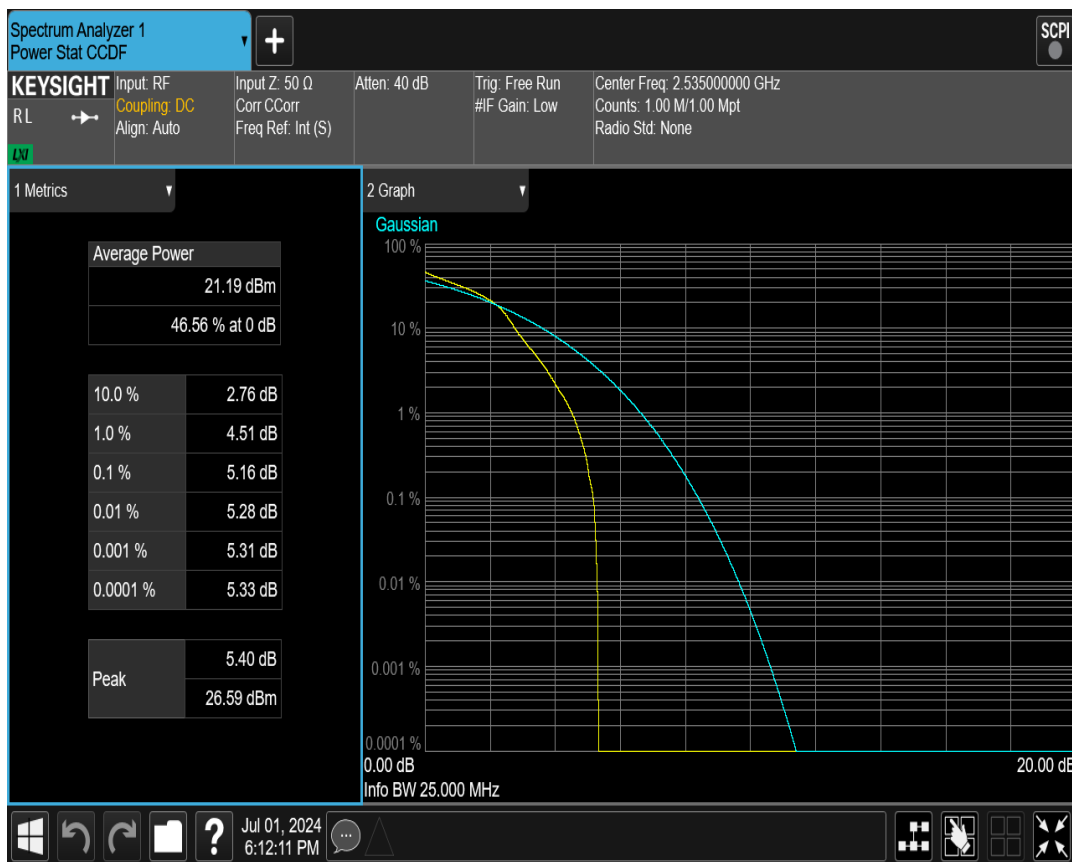 Spectrum Analyzer 1
Power Stat CCDF
SCPI
KEYSIGHT
RL
LXI
Input: RF
Coupling: DC
Align: Auto
Input Z: 50 Ω
Corr CCorr
Freq Ref: Int (S)
Atten: 40 dB
Trig: Free Run
#IF Gain: Low
Center Freq: 2.535000000 GHz
Counts: 1.00 M/1.00 Mpt
Radio Std: None
1 Metrics
Average Power
21.19 dBm
46.56 % at 0 dB
10.0 % 2.76 dB
1.0 % 4.51 dB
0.1 % 5.16 dB
0.01 % 5.28 dB
0.001 % 5.31 dB
0.0001 % 5.33 dB
Peak
5.40 dB
26.59 dBm
2 Graph
Gaussian
100 %
10 %
1 %
0.1 %
0.01 %
0.001 %
0.0001 %
0.00 dB
20.00 dB
Info BW 25.000 MHz
?
Jul 01, 2024
6:12:11 PM